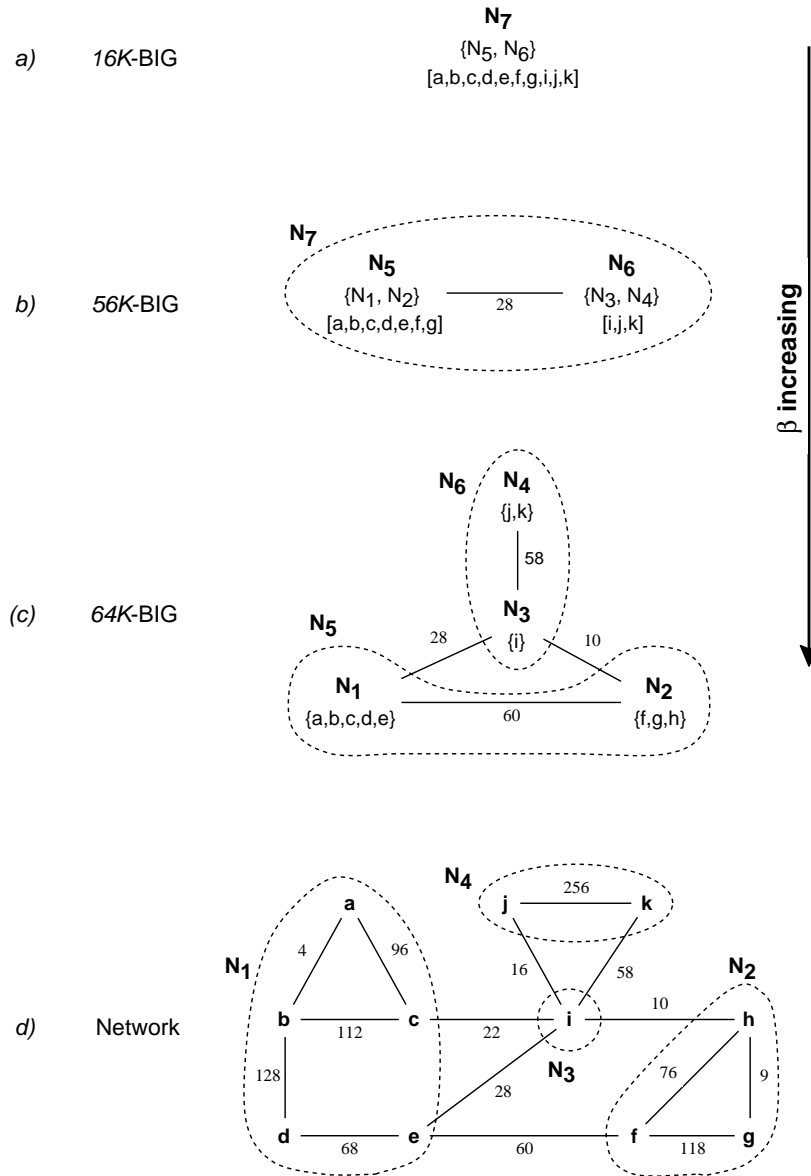 N7
a) 16K-BIG {N5, N6}
[a,b,c,d,e,f,g,i,j,k]
N7
N5 N6
b) 56K-BIG {N1, N2} 28 {N3, N4}
[a,b,c,d,e,f,g] [i,j,k]
β increasing
N6 N4
{j,k}
58
(c) 64K-BIG N3
N5 28 {i} 10
N1 N2
{a,b,c,d,e} 60 {f,g,h}
N4 256
a j k
4 96 16 58
N1 N2
d) Network b 112 c 22 i 10 h
N3
128 28 76 9
d 68 e 60 f 118 g